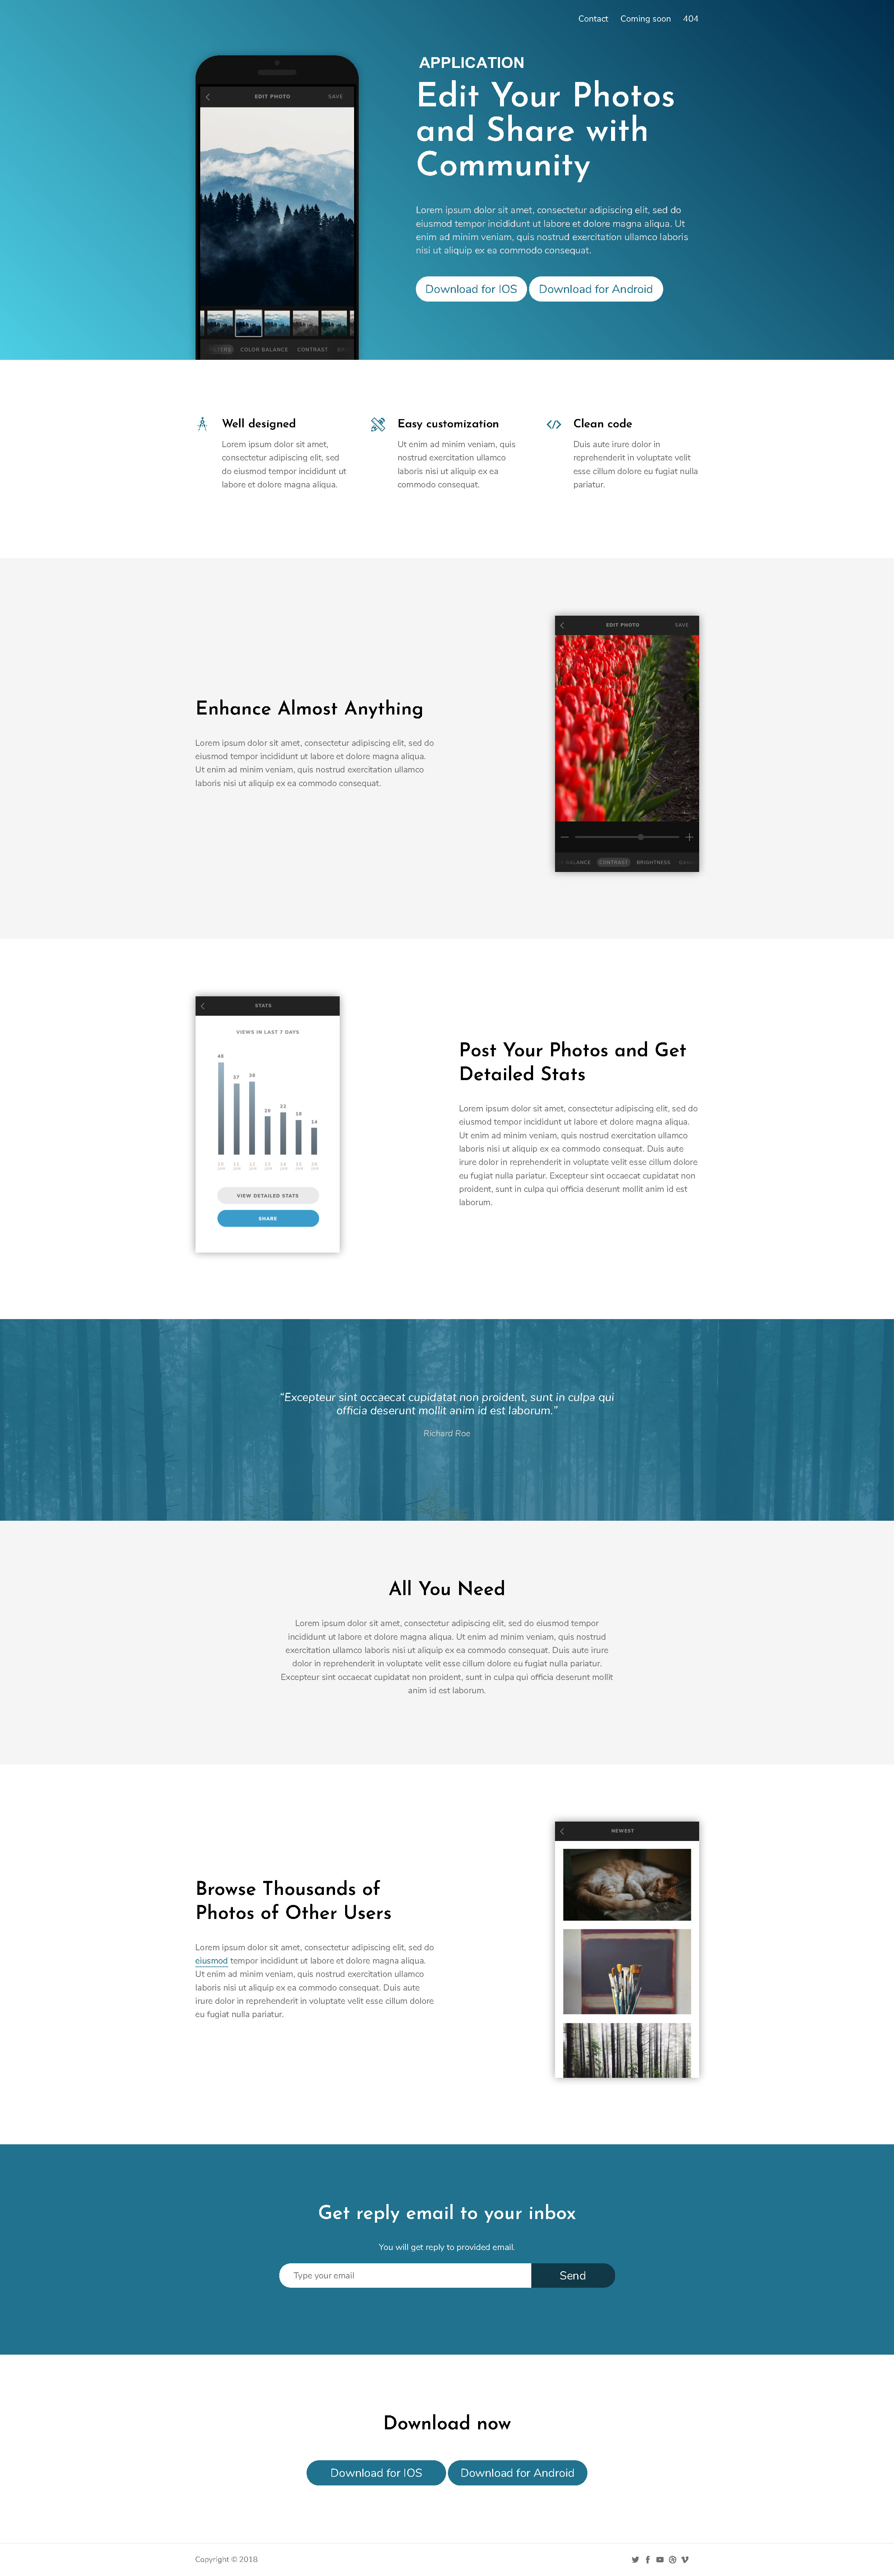 Contact Coming soon 404
APPLICATION
Edit Your Photos
and Share with
Community
Lorem ipsum dolor sit amet, consectetur adipiscing elit, sed do
eiusmod tempor incididunt ut labore et dolore magna aliqua. Ut
enim ad minim veniam, quis nostrud exercitation ullamco laboris
nisi ut aliquip ex ea commodo consequat.
Download for IOS Download for Android
EDIT PHOTO SAVE
COLOR BALANCE CONTRAST
Well designed
Lorem ipsum dolor sit amet,
consectetur adipiscing elit, sed
do eiusmod tempor incididunt ut
labore et dolore magna aliqua.
Easy customization
Ut enim ad minim veniam, quis
nostrud exercitation ullamco
laboris nisi ut aliquip ex ea
commodo consequat.
Clean code
Duis aute irure dolor in
reprehenderit in voluptate velit
esse cillum dolore eu fugiat nulla
pariatur.
Enhance Almost Anything
Lorem ipsum dolor sit amet, consectetur adipiscing elit, sed do
eiusmod tempor incididunt ut labore et dolore magna aliqua.
Ut enim ad minim veniam, quis nostrud exercitation ullamco
laboris nisi ut aliquip ex ea commodo consequat.
EDIT PHOTO SAVE
BALANCE CONTRAST BRIGHTNESS
STATS
VIEWS IN LAST 7 DAYS
48
37 38
20 22 18 14
10 11 12 13 14 15 16
JAN JAN JAN JAN JAN JAN JAN
VIEW DETAILED STATS
SHARE
Post Your Photos and Get
Detailed Stats
Lorem ipsum dolor sit amet, consectetur adipiscing elit, sed do
eiusmod tempor incididunt ut labore et dolore magna aliqua.
Ut enim ad minim veniam, quis nostrud exercitation ullamco
laboris nisi ut aliquip ex ea commodo consequat. Duis aute
irure dolor in reprehenderit in voluptate velit esse cillum dolore
eu fugiat nulla pariatur. Excepteur sint occaecat cupidatat non
proident, sunt in culpa qui officia deserunt mollit anim id est
laborum.
“Excepteur sint occaecat cupidatat non proident, sunt in culpa qui
officia deserunt mollit anim id est laborum.”
Richard Roe
All You Need
Lorem ipsum dolor sit amet, consectetur adipiscing elit, sed do eiusmod tempor
incididunt ut labore et dolore magna aliqua. Ut enim ad minim veniam, quis nostrud
exercitation ullamco laboris nisi ut aliquip ex ea commodo consequat. Duis aute irure
dolor in reprehenderit in voluptate velit esse cillum dolore eu fugiat nulla pariatur.
Excepteur sint occaecat cupidatat non proident, sunt in culpa qui officia deserunt mollit
anim id est laborum.
Browse Thousands of
Photos of Other Users
Lorem ipsum dolor sit amet, consectetur adipiscing elit, sed do
eiusmod tempor incididunt ut labore et dolore magna aliqua.
Ut enim ad minim veniam, quis nostrud exercitation ullamco
laboris nisi ut aliquip ex ea commodo consequat. Duis aute
irure dolor in reprehenderit in voluptate velit esse cillum dolore
eu fugiat nulla pariatur.
NEWEST
Get reply email to your inbox
You will get reply to provided email.
Type your email Send
Download now
Download for IOS Download for Android
Copyright © 2018